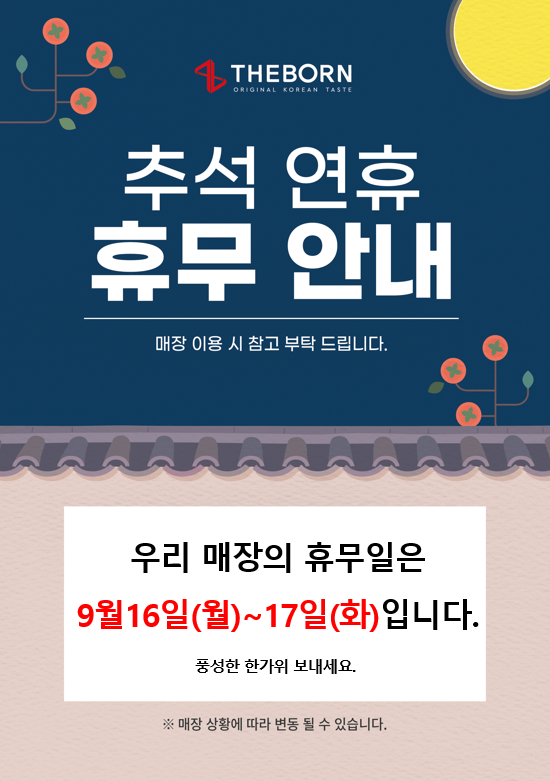 THEBORN
ORIGINAL KOREAN TASTE
추석 연휴
휴무 안내
매장 이용 시 참고 부탁 드립니다.
우리 매장의 휴무일은
9월16일(월)~17일(화)입니다.
풍성한 한가위 보내세요.
※ 매장 상황에 따라 변동 될 수 있습니다.